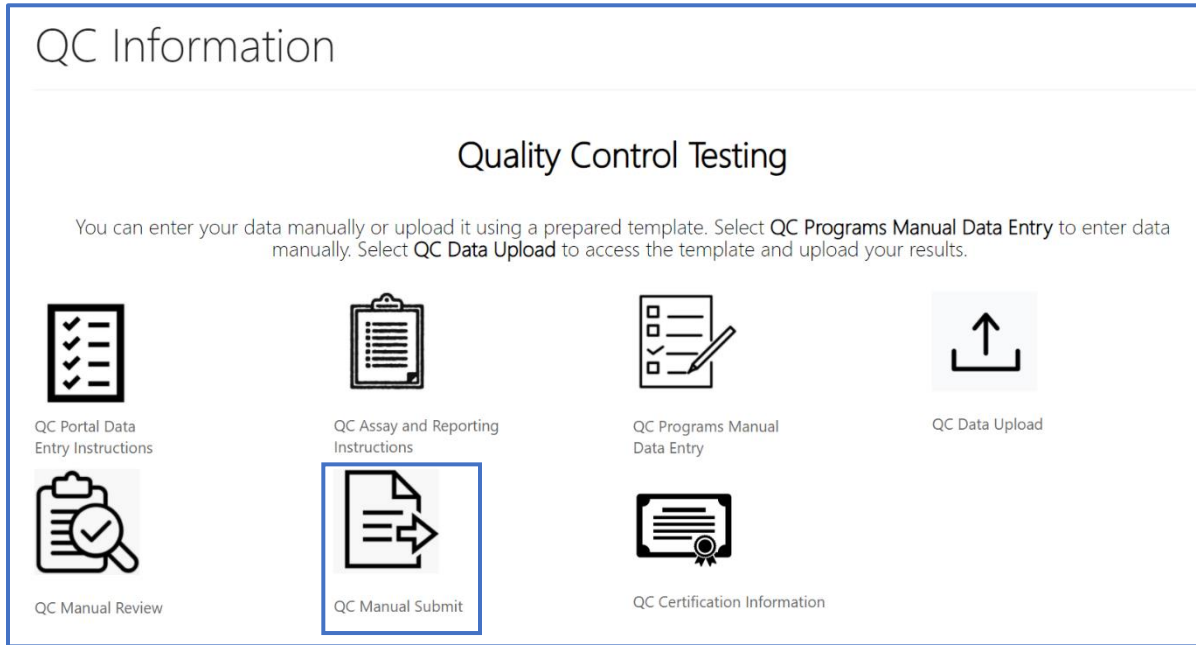 QC Information
Quality Control Testing
You can enter your data manually or upload it using a prepared template. Select QC Programs Manual Data Entry to enter data
manually. Select QC Data Upload to access the template and upload your results.
QC Portal Data
Entry Instructions
QC Assay and Reporting
Instructions
QC Programs Manual
Data Entry
QC Data Upload
QC Manual Review
QC Manual Submit
QC Certification Information